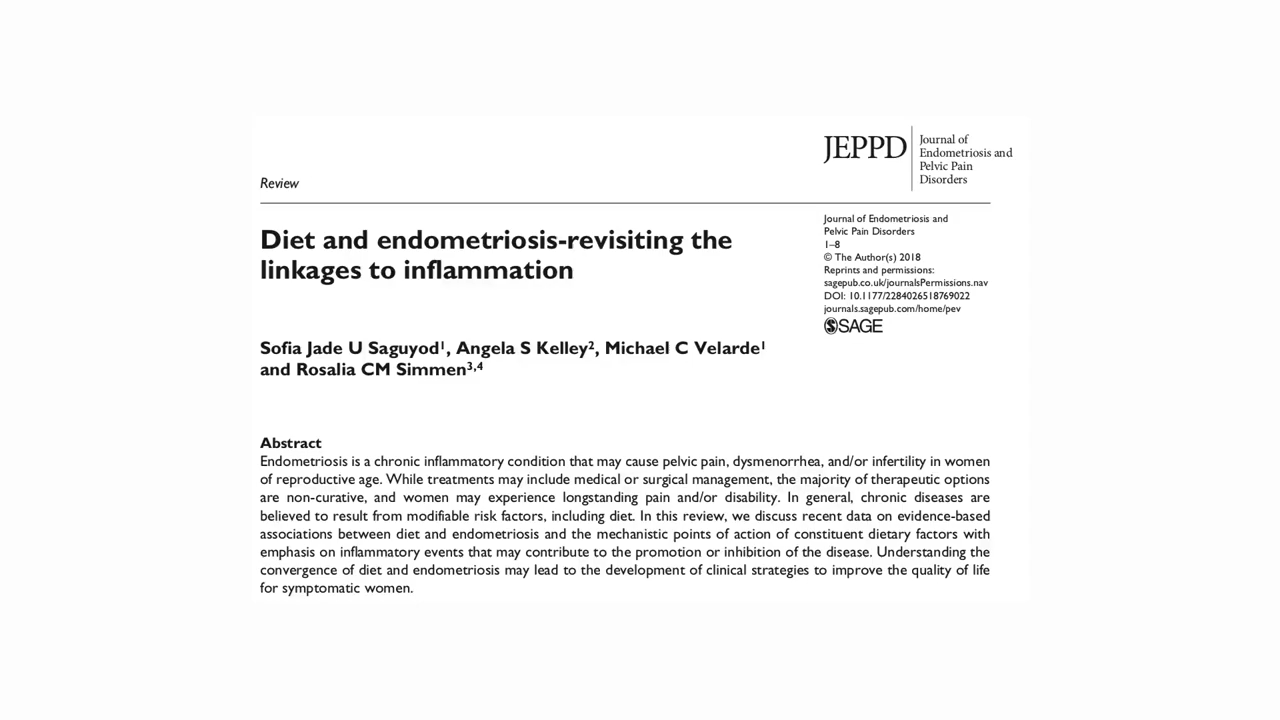 JEPPD
Journal of
Endometriosis and
Pelvic Pain
Disorders
Review
Diet and endometriosis-revisiting the
linkages to inflammation
Journal of Endometriosis and
Pelvic Pain Disorders
1–8
© The Author(s) 2018
Reprints and permissions:
sagepub.co.uk/journalsPermissions.nav
DOI: 10.1177/2284026518769022
journals.sagepub.com/home/pev
SAGE
Sofia Jade U Saguyod¹, Angela S Kelley², Michael C Velarde¹
and Rosalia CM Simmen³,⁴
Abstract
Endometriosis is a chronic inflammatory condition that may cause pelvic pain, dysmenorrhea, and/or infertility in women
of reproductive age. While treatments may include medical or surgical management, the majority of therapeutic options
are non-curative, and women may experience longstanding pain and/or disability. In general, chronic diseases are
believed to result from modifiable risk factors, including diet. In this review, we discuss recent data on evidence-based
associations between diet and endometriosis and the mechanistic points of action of constituent dietary factors with
emphasis on inflammatory events that may contribute to the promotion or inhibition of the disease. Understanding the
convergence of diet and endometriosis may lead to the development of clinical strategies to improve the quality of life
for symptomatic women.